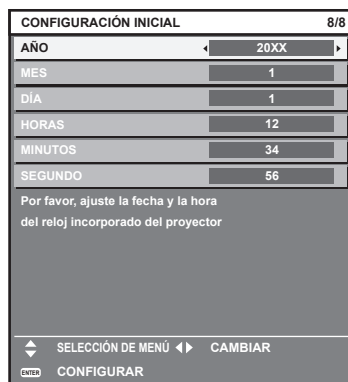 CONFIGURACIÓN INICIAL 8/8
AÑO 20XX
MES 1
DÍA 1
HORAS 12
MINUTOS 34
SEGUNDO 56
Por favor, ajuste la fecha y la hora
del reloj incorporado del proyector
SELECCIÓN DE MENÚ CAMBIAR
ENTER CONFIGURAR